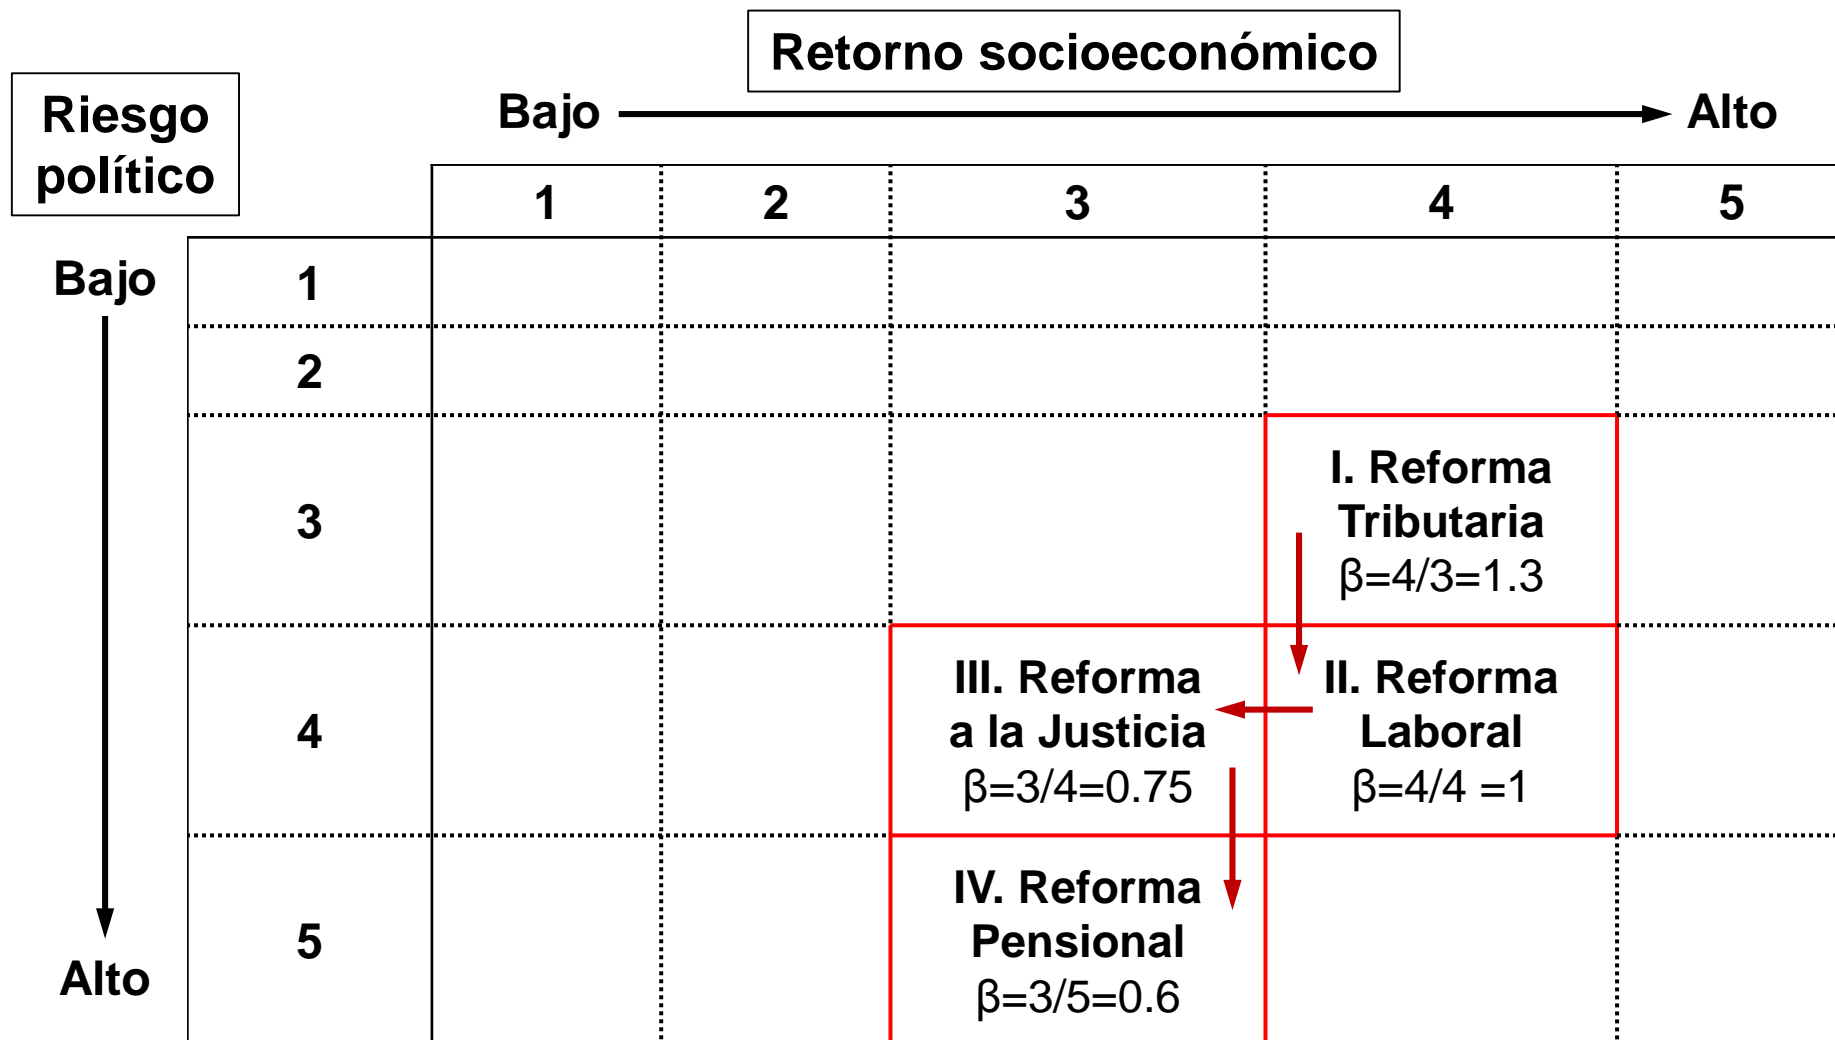 Retorno socioeconómico
Riesgo
político
Bajo
Alto
1 2 3 4 5
Bajo
1
2
3
I. Reforma
Tributaria
β=4/3=1.3
4
III. Reforma
a la Justicia
β=3/4=0.75
II. Reforma
Laboral
β=4/4 =1
5
IV. Reforma
Pensional
β=3/5=0.6
Alto